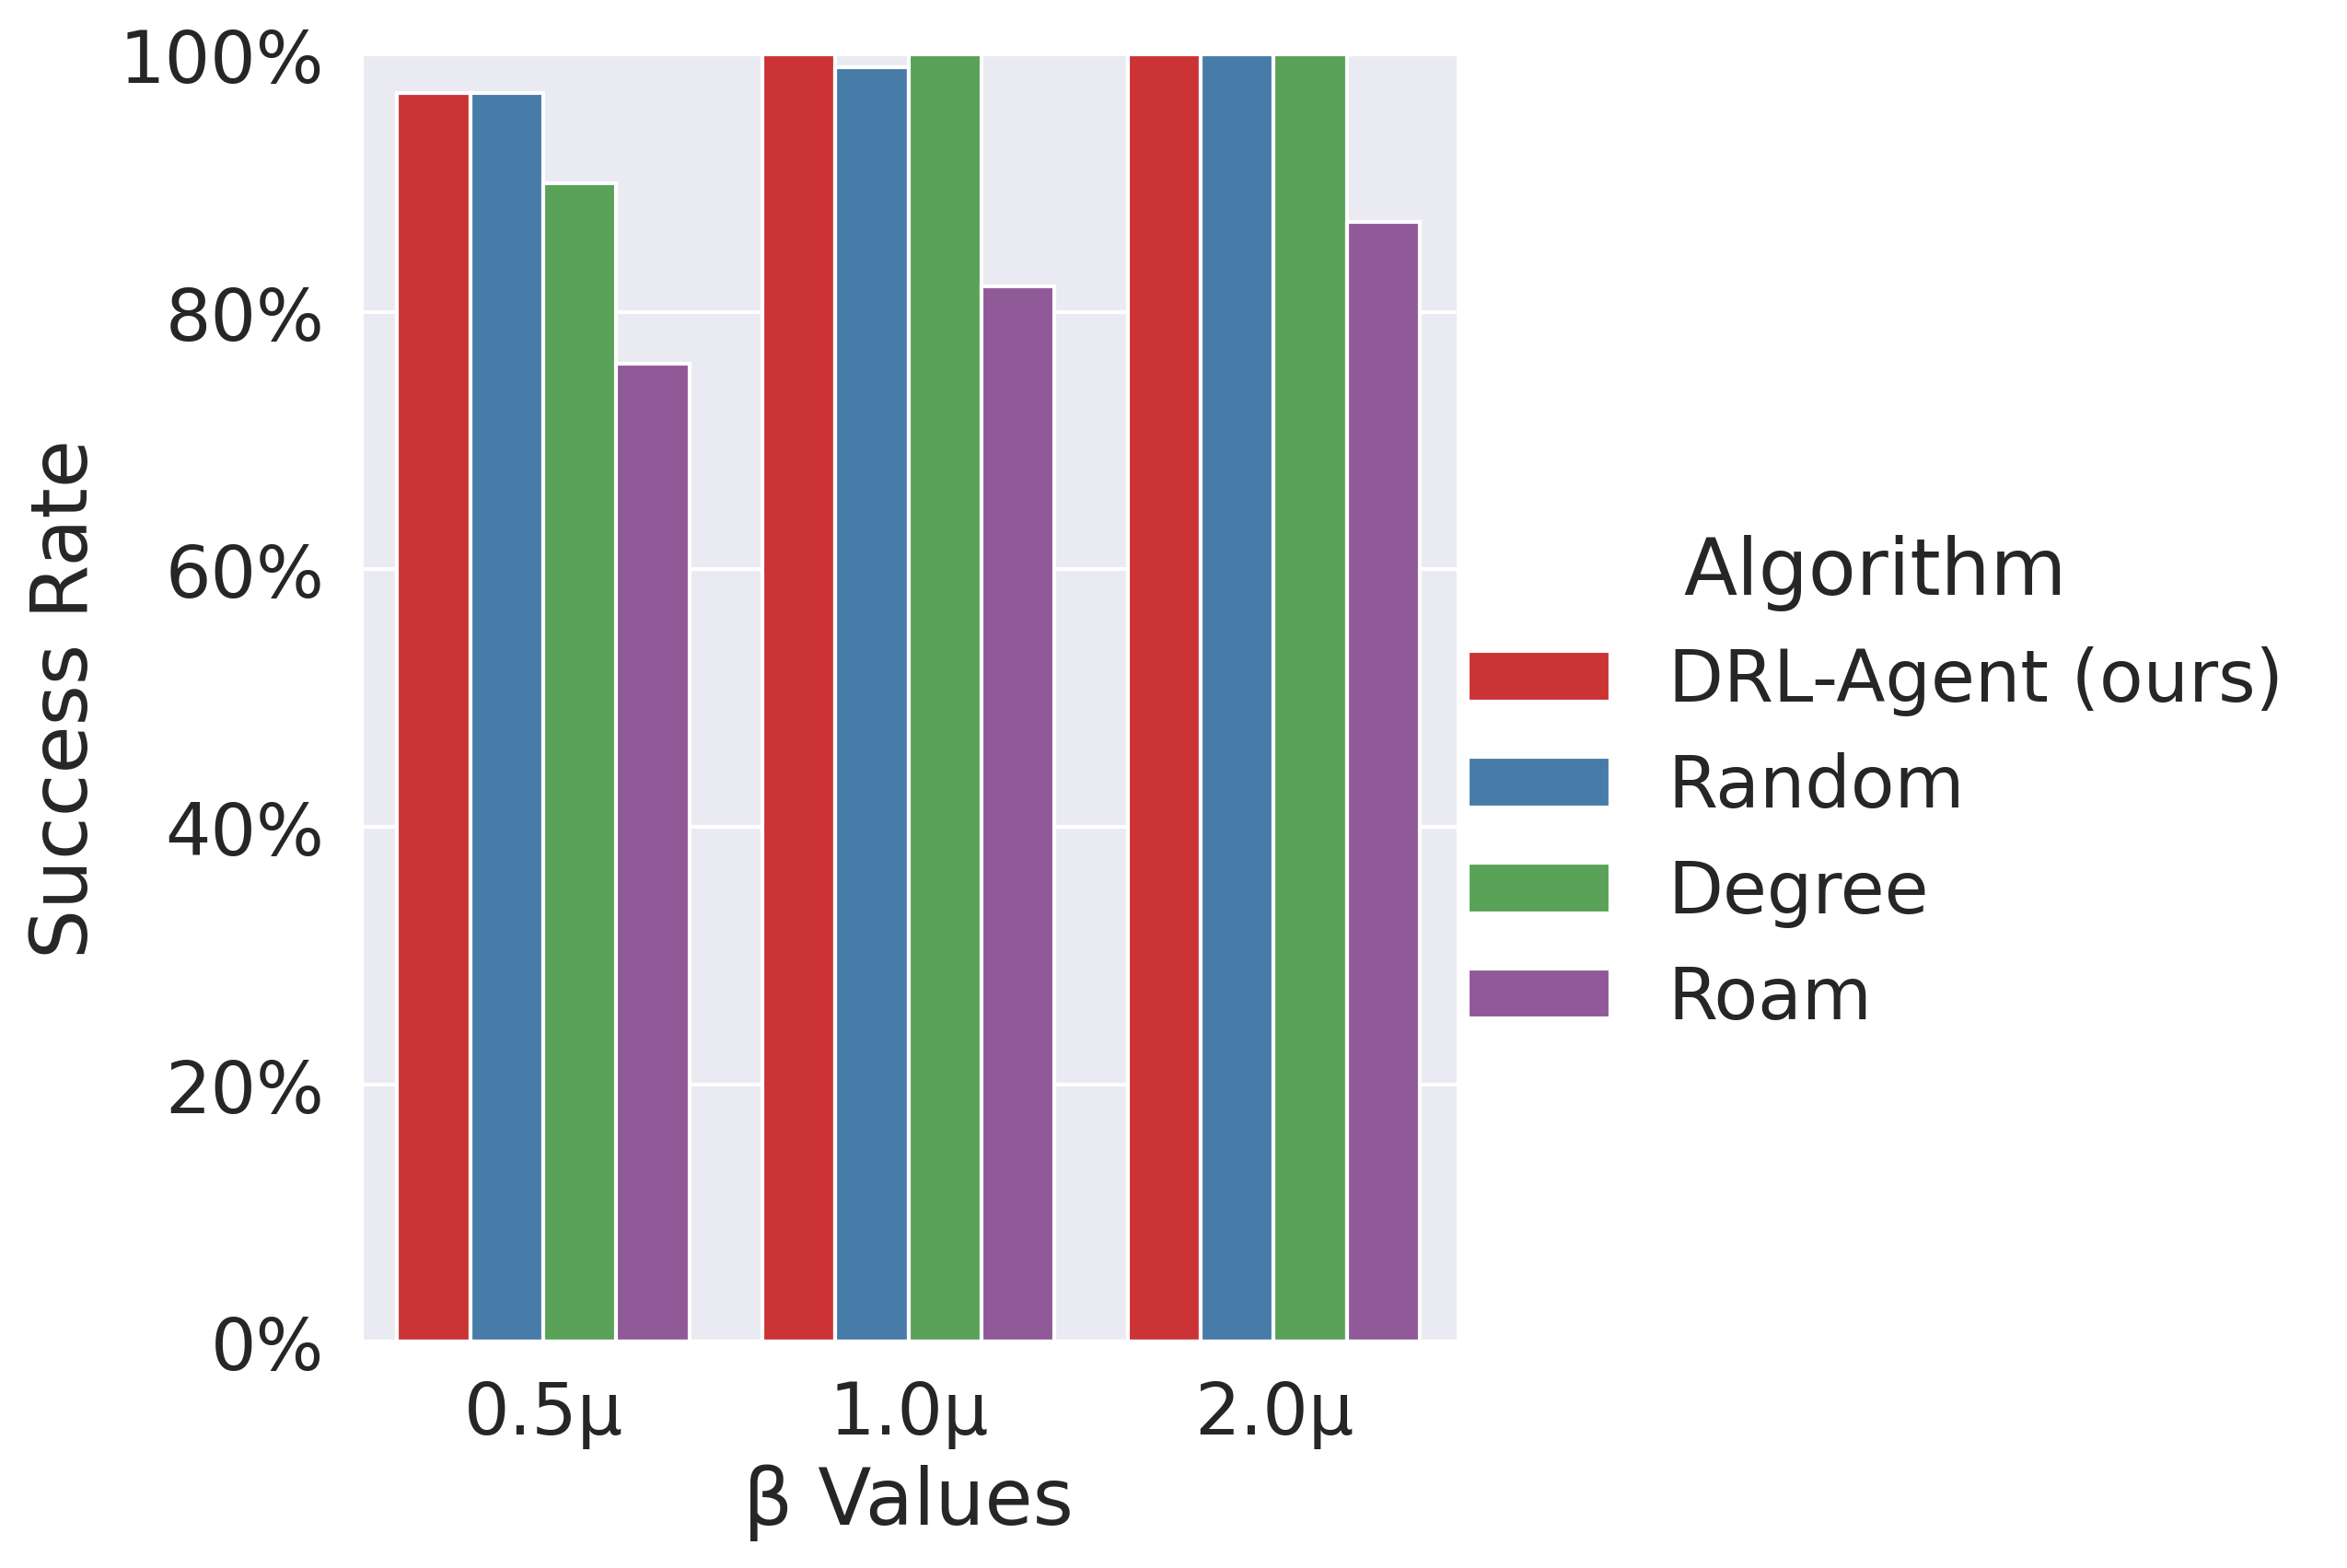 100%
80%
60%
40%
20%
0%
Success Rate
0.5μ
1.0μ
2.0μ
β Values
Algorithm
DRL-Agent (ours)
Random
Degree
Roam